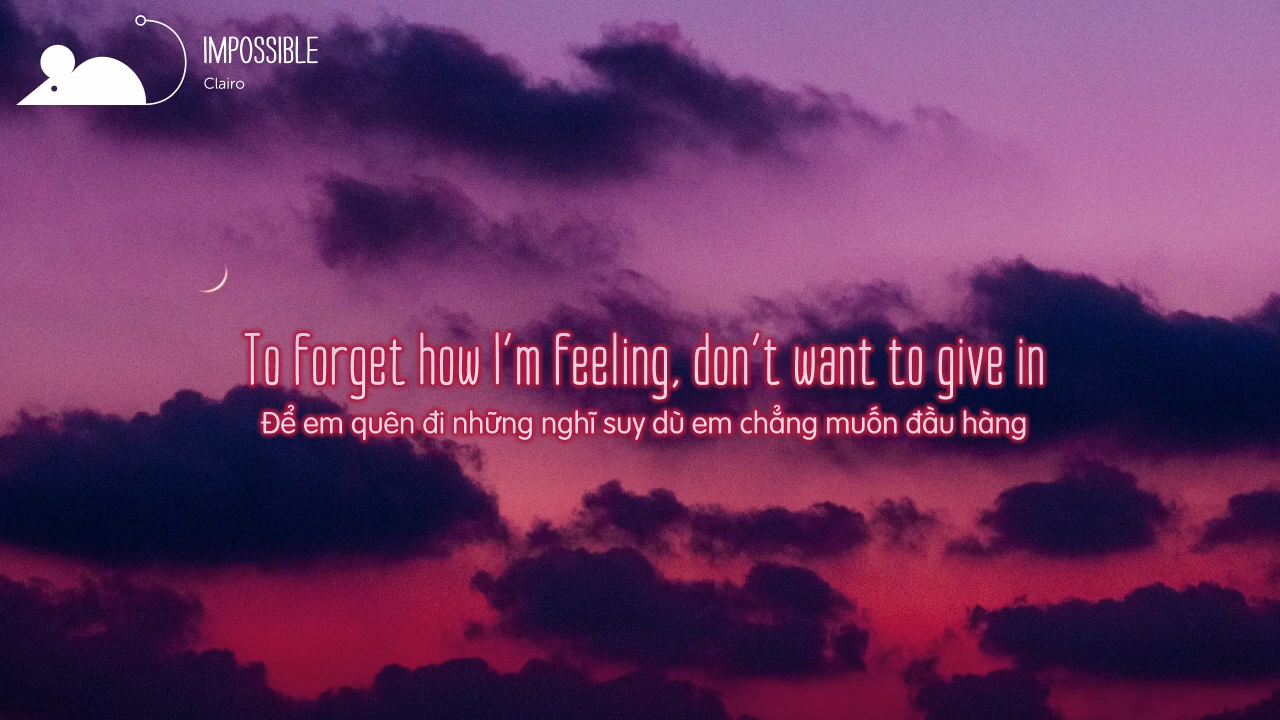 IMPOSSIBLE
Clairo
To forget how I'm feeling, don't want to give in
Để em quên đi những nghĩ suy dù em chẳng muốn đầu hàng